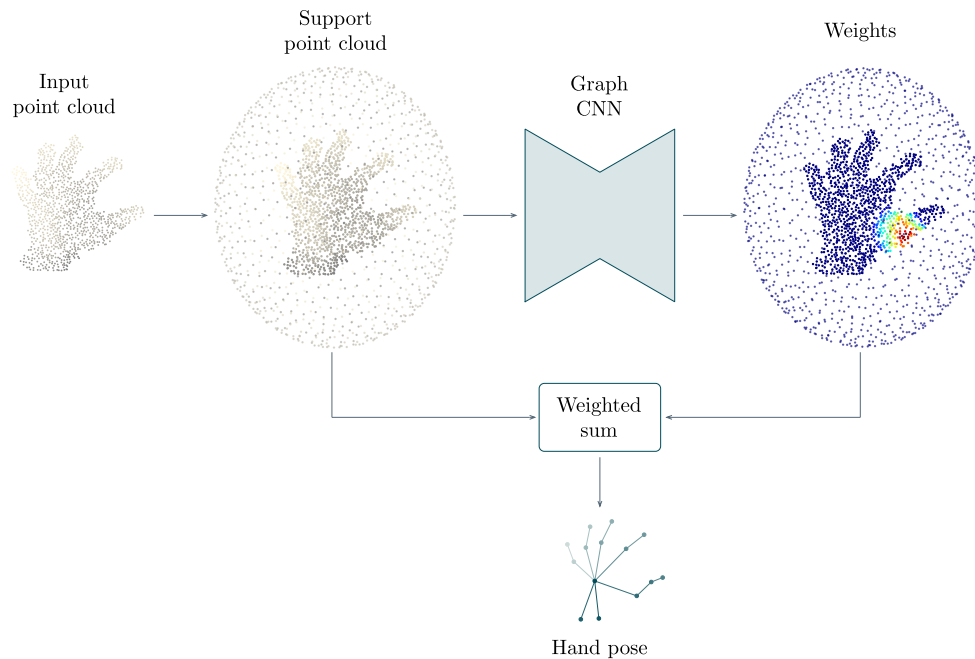 Input
point cloud
Support
point cloud
Graph
CNN
Weights
Weighted
sum
Hand pose